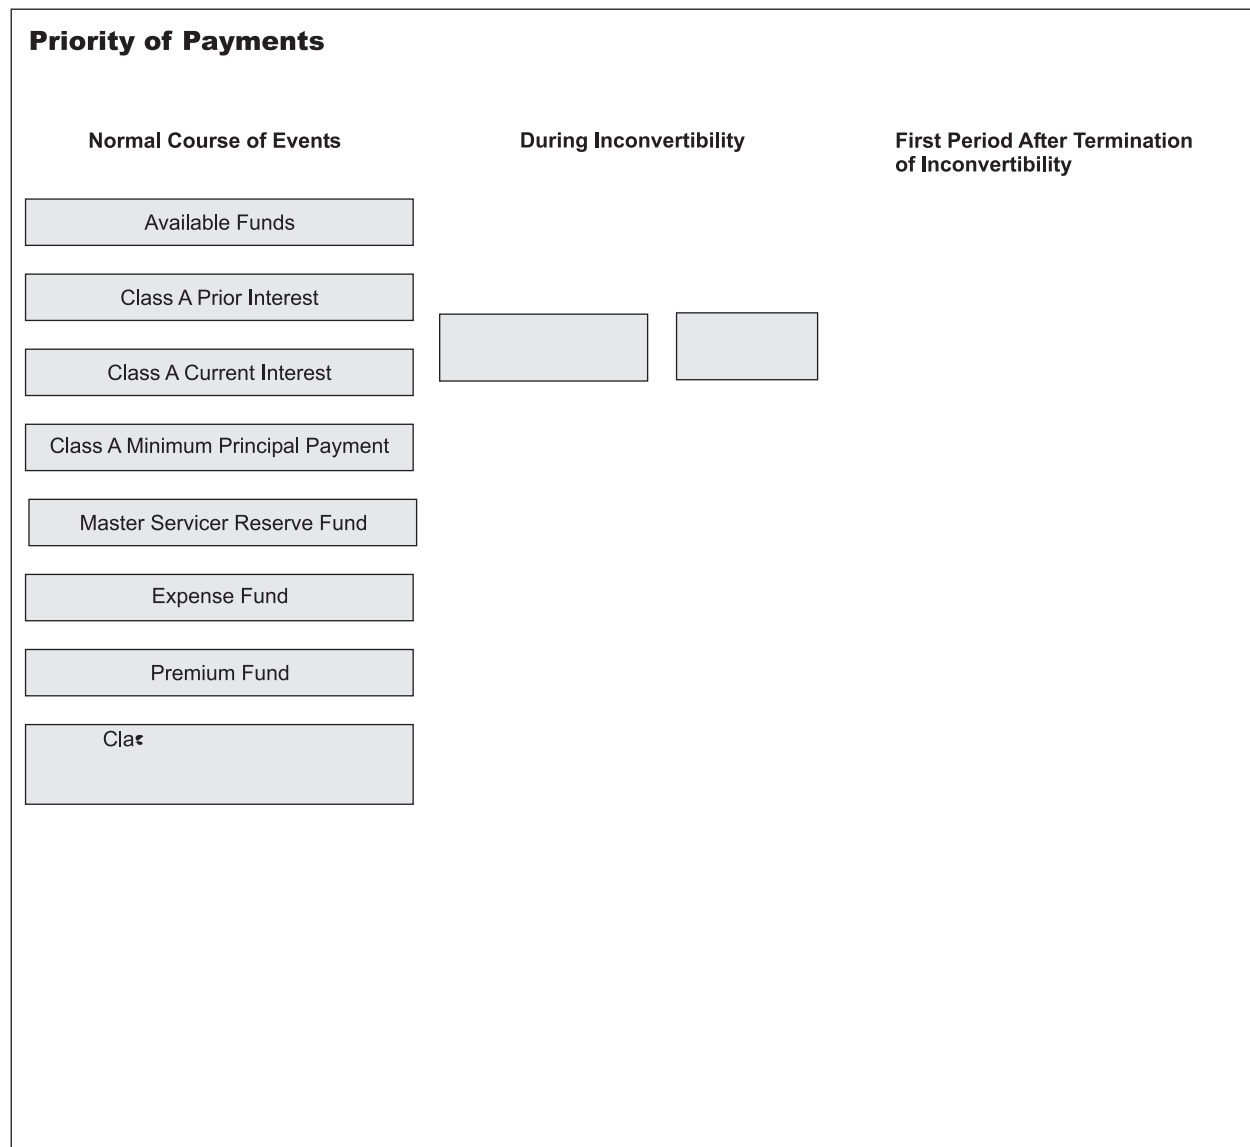 Priority of Payments
Normal Course of Events
During Inconvertibility
First Period After Termination
of Inconvertibility
Available Funds
Class A Prior Interest
Class A Current Interest
Class A Minimum Principal Payment
Master Servicer Reserve Fund
Expense Fund
Premium Fund